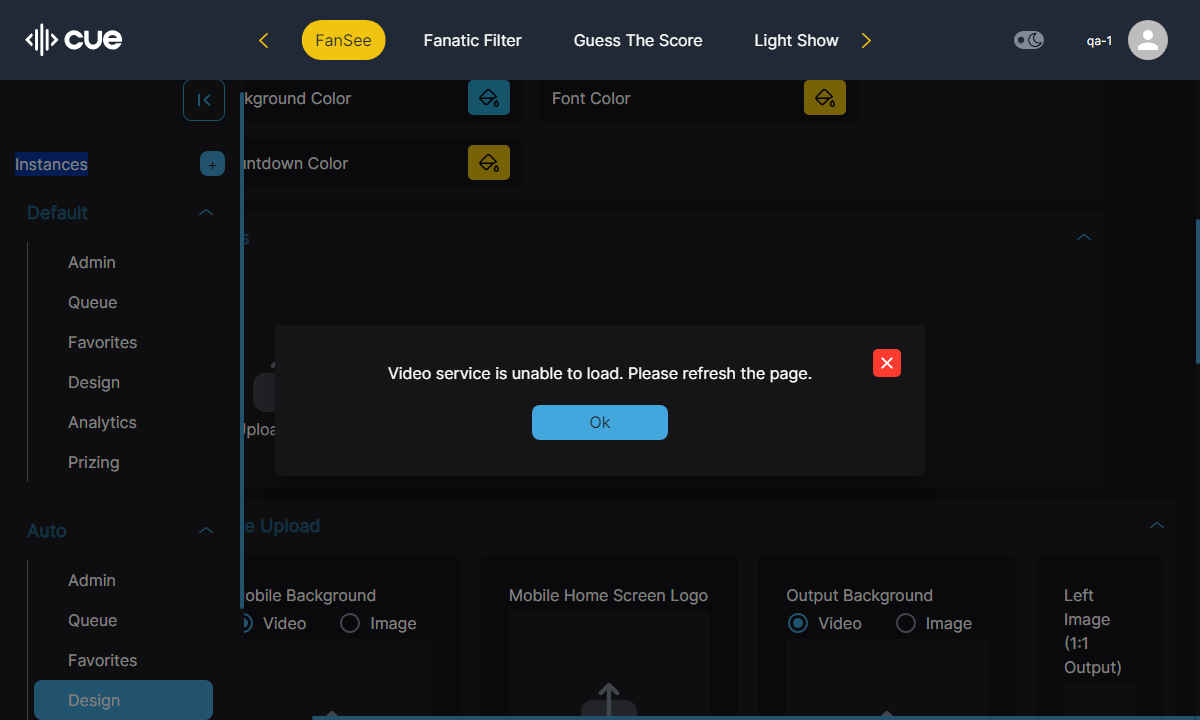 cue
FanSee
Fanatic Filter
Guess The Score
Light Show
qa-1
kground Color
Font Color
Instances
+
untdown Color
Default
s
Admin
Queue
Favorites
Video service is unable to load. Please refresh the page.
Design
Analytics
Ok
Uploa
Prizing
e Upload
Auto
Admin
obile Background
Mobile Home Screen Logo
Output Background
Left
Image
(1:1
Output)
Queue
Video
Image
Video
Image
Favorites
Design